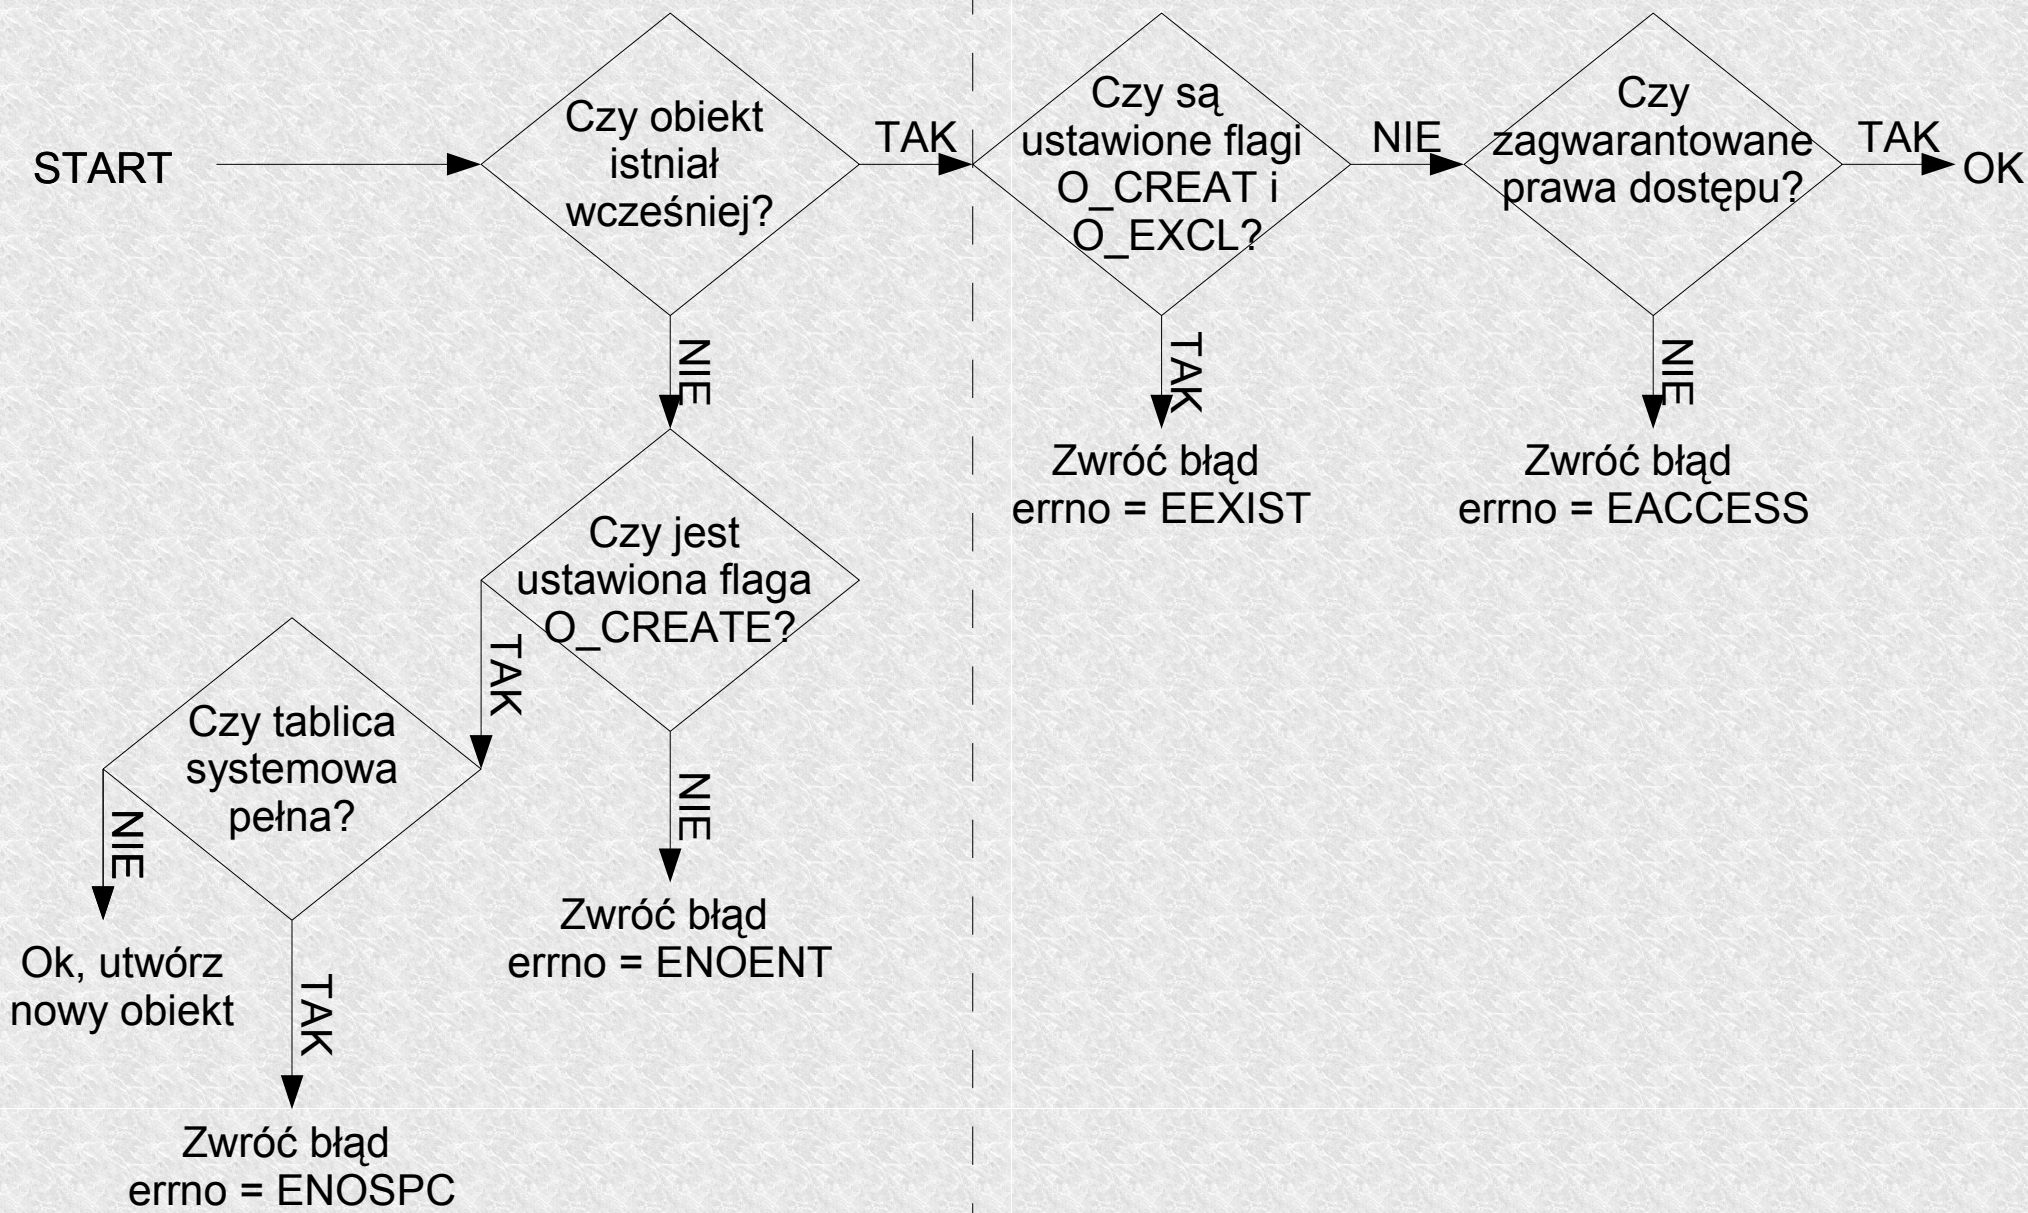 START
Czy obiekt
istniał
wcześniej?
TAK
Czy są
ustawione flagi
O_CREAT i
O_EXCL?
NIE
Czy
zagwarantowane
prawa dostępu?
TAK
OK
NIE
TAK
NIE
Zwróć błąd
errno = EEXIST
Zwróć błąd
errno = EACCESS
Czy jest
ustawiona flaga
O_CREATE?
TAK
NIE
Czy tablica
systemowa
pełna?
NIE
TAK
Zwróć błąd
errno = ENOENT
Ok, utwórz
nowy obiekt
Zwróć błąd
errno = ENOSPC